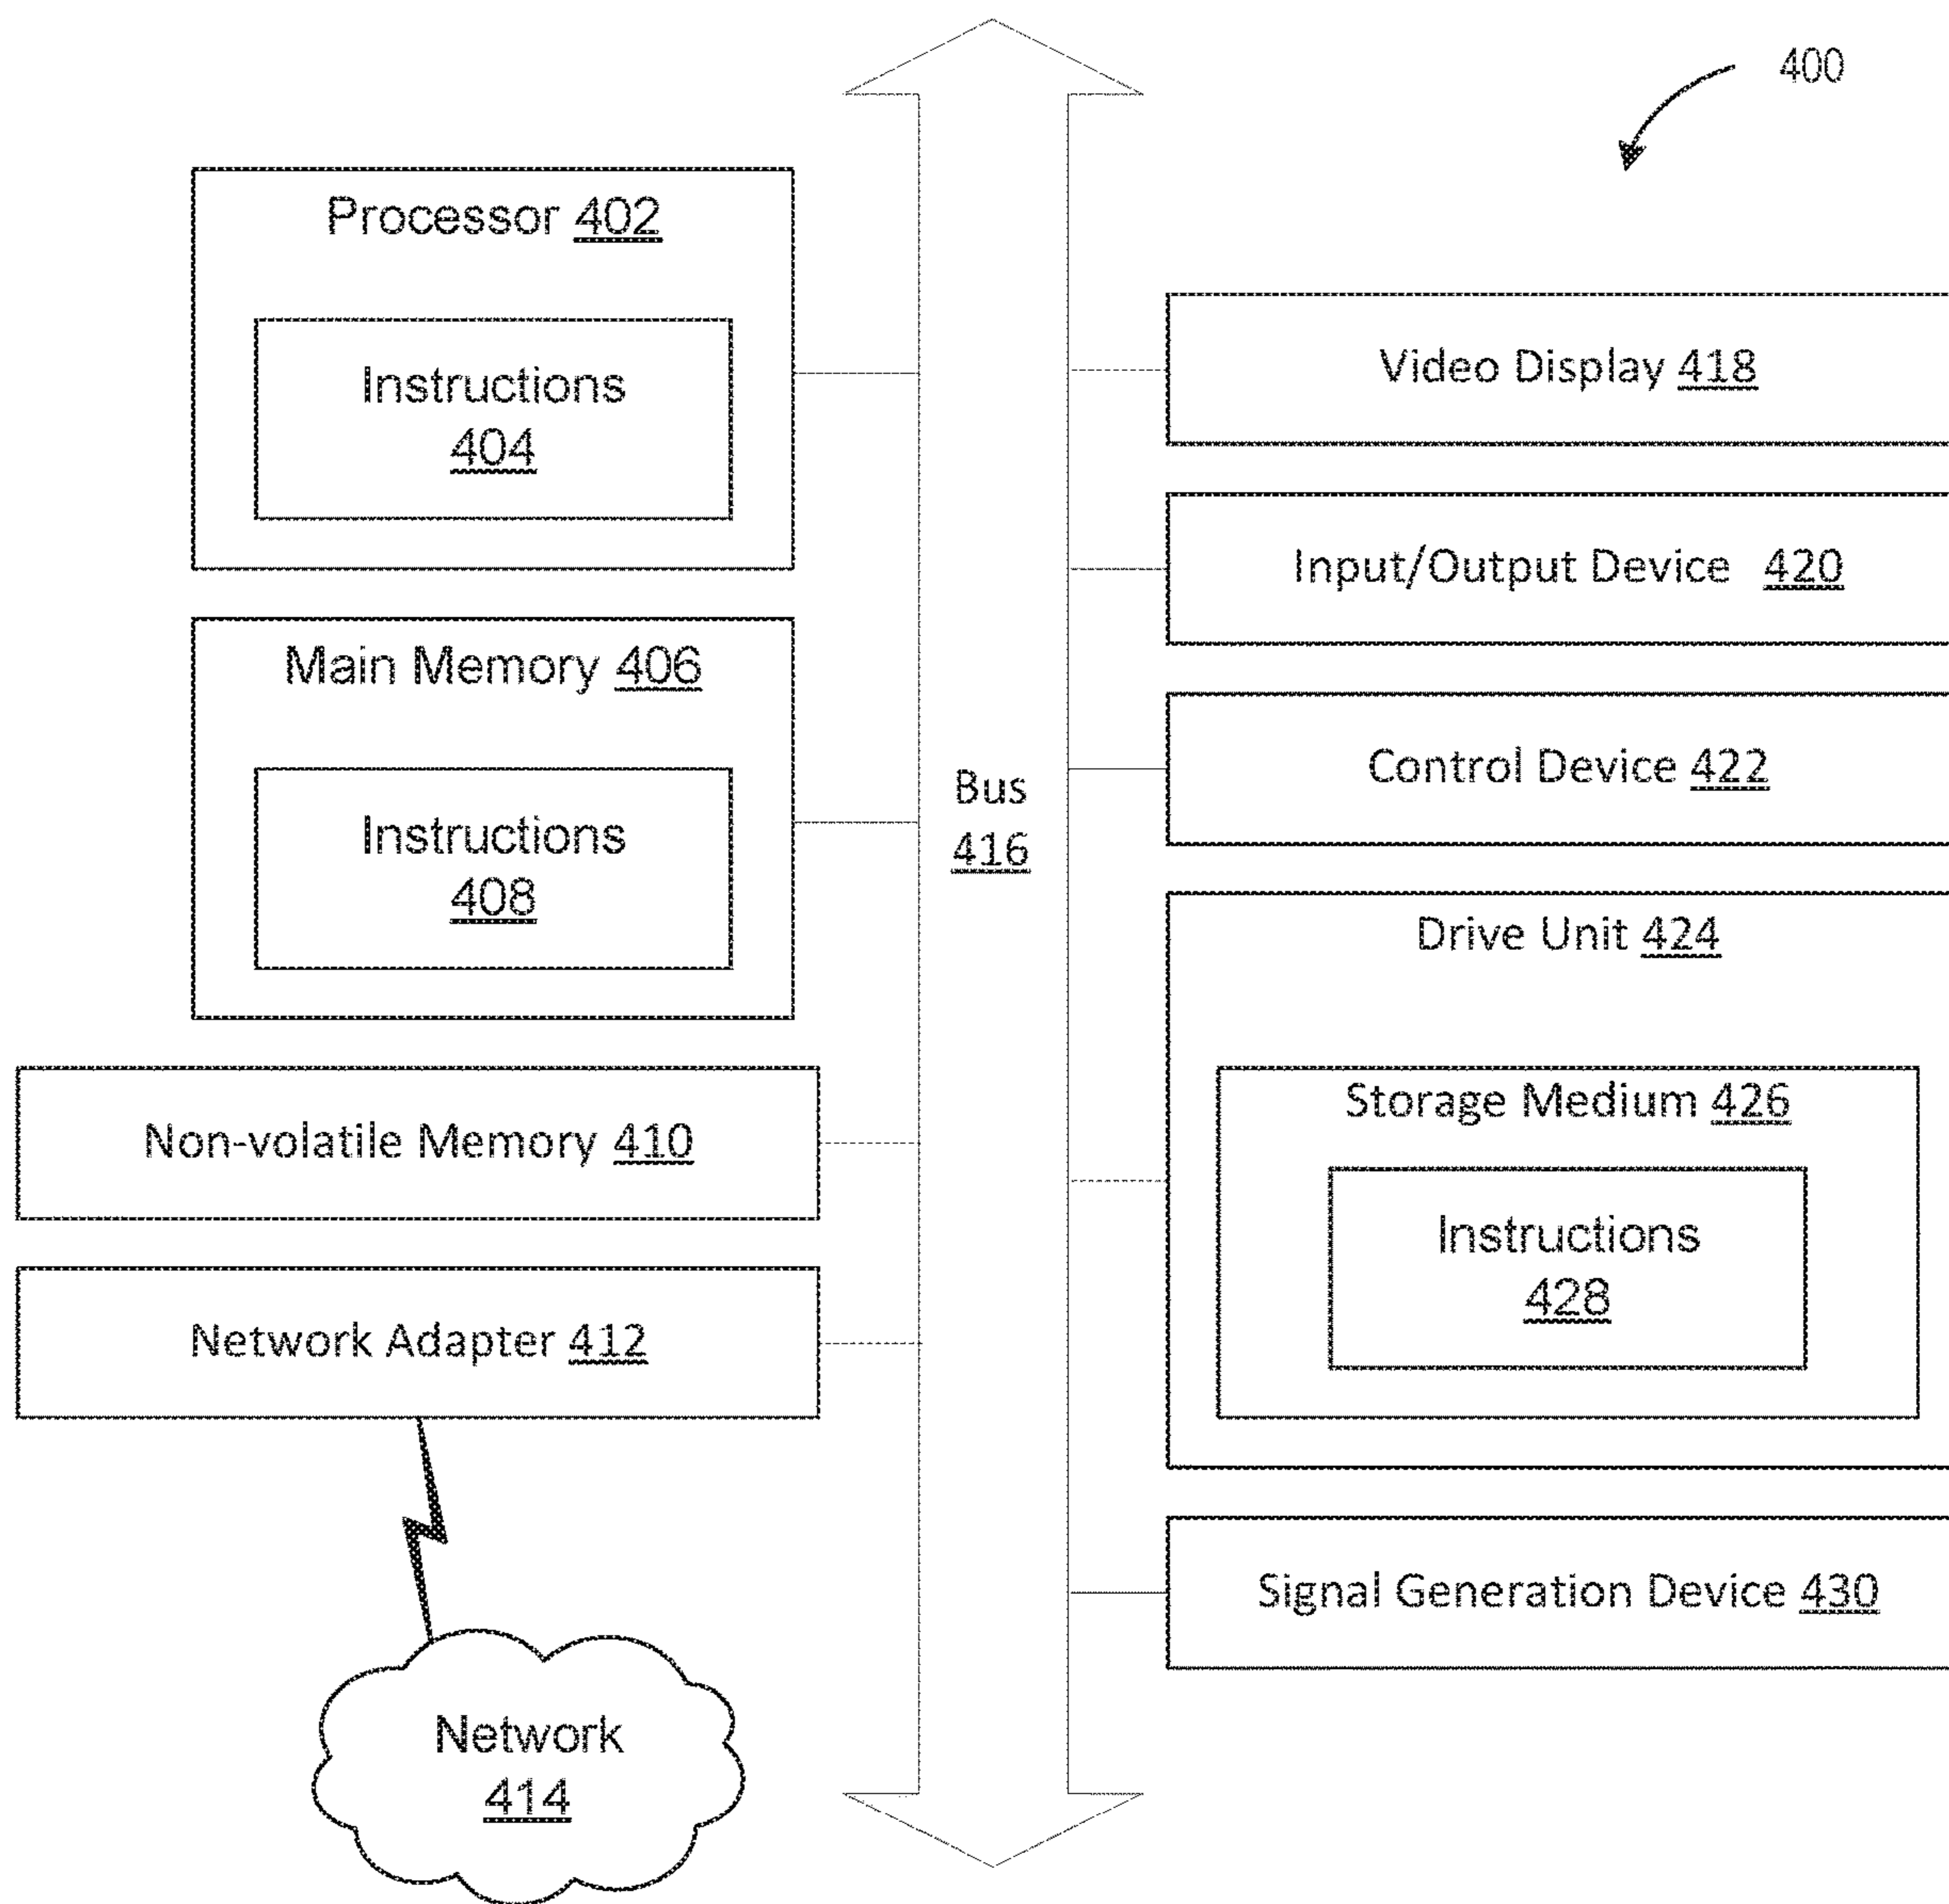 400
Processor 402
Instructions
404
Main Memory 406
Instructions
408
Non-volatile Memory 410
Network Adapter 412
Network
414
Bus
416
Video Display 418
Input/Output Device 420
Control Device 422
Drive Unit 424
Storage Medium 426
Instructions
428
Signal Generation Device 430